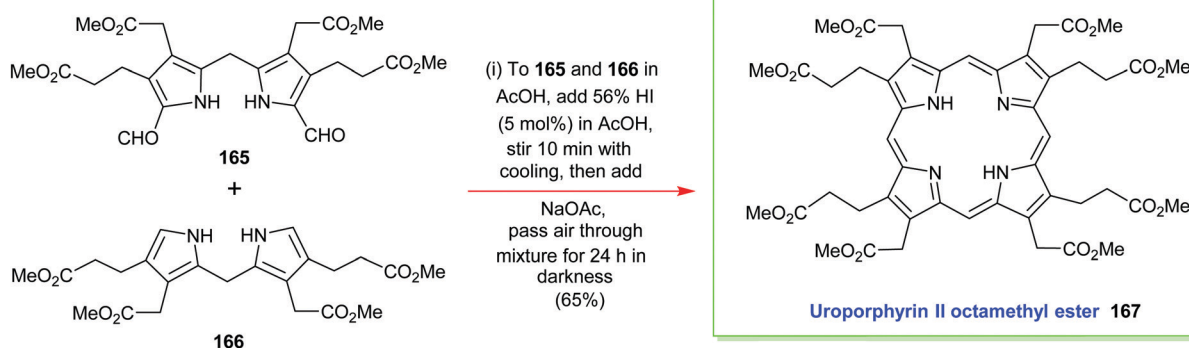 MeO2C
CO2Me
MeO2C
CO2Me
NH
HN
CHO
CHO
165
+
NH
HN
MeO2C
CO2Me
MeO2C
CO2Me
166
(i) To 165 and 166 in
AcOH, add 56% HI
(5 mol%) in AcOH,
stir 10 min with
cooling, then add
NaOAc,
pass air through
mixture for 24 h in
darkness
(65%)
MeO2C
CO2Me
MeO2C
CO2Me
NH
N
N
HN
MeO2C
CO2Me
MeO2C
CO2Me
Uroporphyrin II octamethyl ester 167